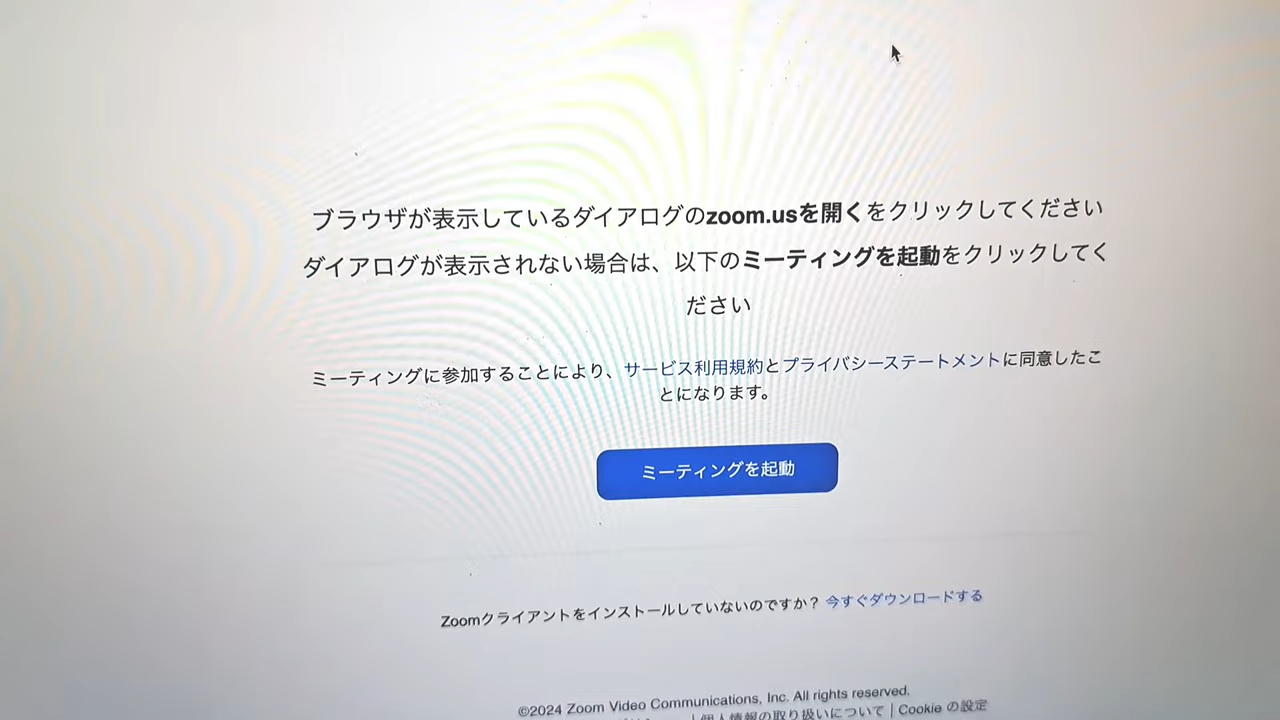 ブラウザが表示しているダイアログのzoom.usを開くをクリックしてください
ダイアログが表示されない場合は、以下のミーティングを起動をクリックしてく
ださい
ミーティングに参加することにより、サービス利用規約とプライバシーステートメントに同意したこ
とになります。
ミーティングを起動
Zoomクライアントをインストールしていないのですか？ 今すぐダウンロードする
©2024 Zoom Video Communications, Inc. All rights reserved.
| 個人情報の取り扱いについて | Cookie の設定